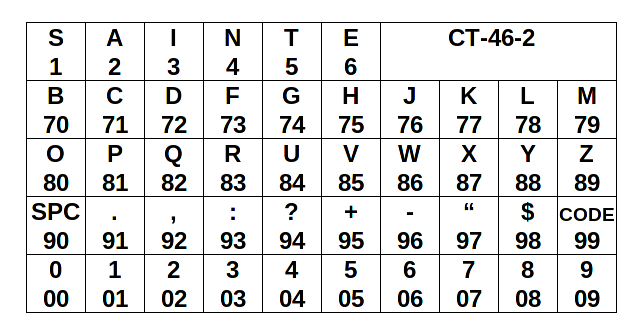 S A I N T E CT-46-2
1 2 3 4 5 6
B C D F G H J K L M
70 71 72 73 74 75 76 77 78 79
O P Q R U V W X Y Z
80 81 82 83 84 85 86 87 88 89
SPC . , : ? + - “ $ CODE
90 91 92 93 94 95 96 97 98 99
0 1 2 3 4 5 6 7 8 9
00 01 02 03 04 05 06 07 08 09